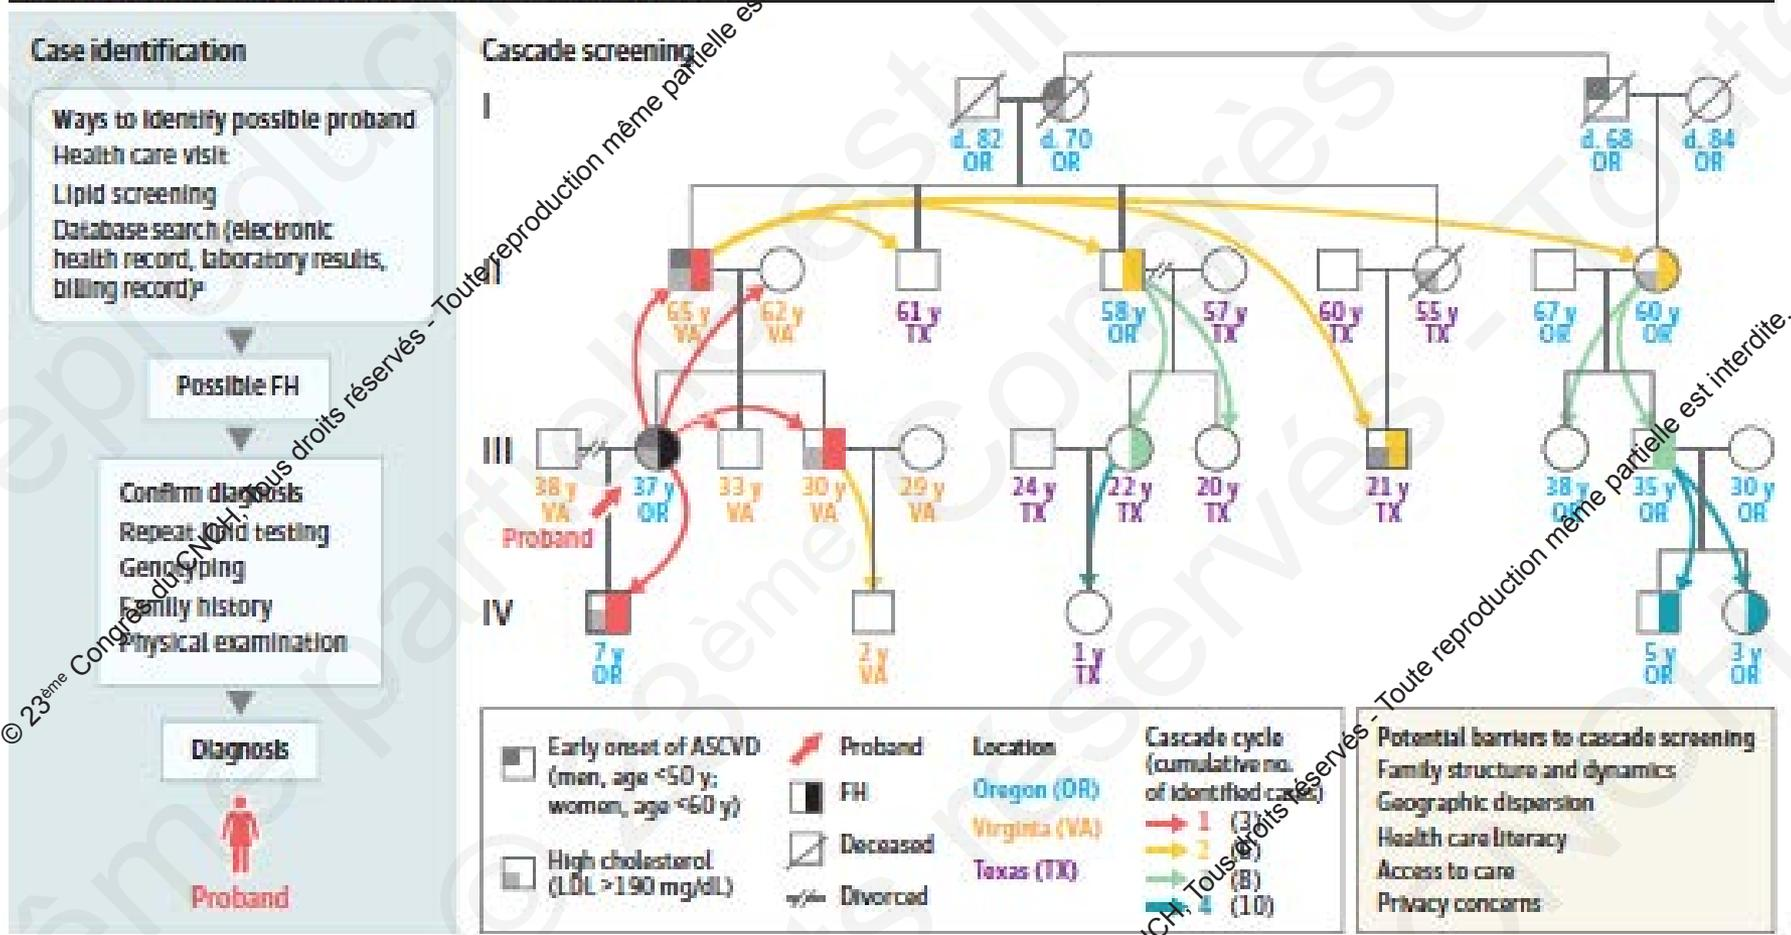 Case identification
Ways to identify possible proband
Health care visit
Lipid screening
Database search (electronic
health record, laboratory results,
billing record)ᵃ
Possible FH
Confirm diagnosis
Repeat lipid testing
Genotyping
Family history
Physical examination
Diagnosis
Proband
Cascade screening
I
d. 82
OR
d. 70
OR
d. 68
OR
d. 84
OR
II
65 y
VA
62 y
VA
61 y
TX
58 y
OR
57 y
TX
60 y
TX
55 y
TX
67 y
OR
60 y
OR
III
38 y
VA
37 y
OR
33 y
VA
30 y
VA
29 y
VA
24 y
TX
22 y
TX
20 y
TX
21 y
TX
38 y
OR
35 y
OR
30 y
OR
Proband
IV
7 y
OR
2 y
VA
1 y
TX
5 y
OR
3 y
OR
Early onset of ASCVD
(men, age <50 y;
women, age <60 y)
High cholesterol
(LDL >190 mg/dL)
Proband
FH
Deceased
Divorced
Location
Oregon (OR)
Virginia (VA)
Texas (TX)
Cascade cycle
(cumulative no.
of identified cases)
1 (3)
2
(8)
4 (10)
Potential barriers to cascade screening
Family structure and dynamics
Geographic dispersion
Health care literacy
Access to care
Privacy concerns
© 23ème Congrès du CNCH, Tous droits réservés - Toute reproduction même partielle es
CH, Tous droits réservés - Toute reproduction même partielle est interdite.